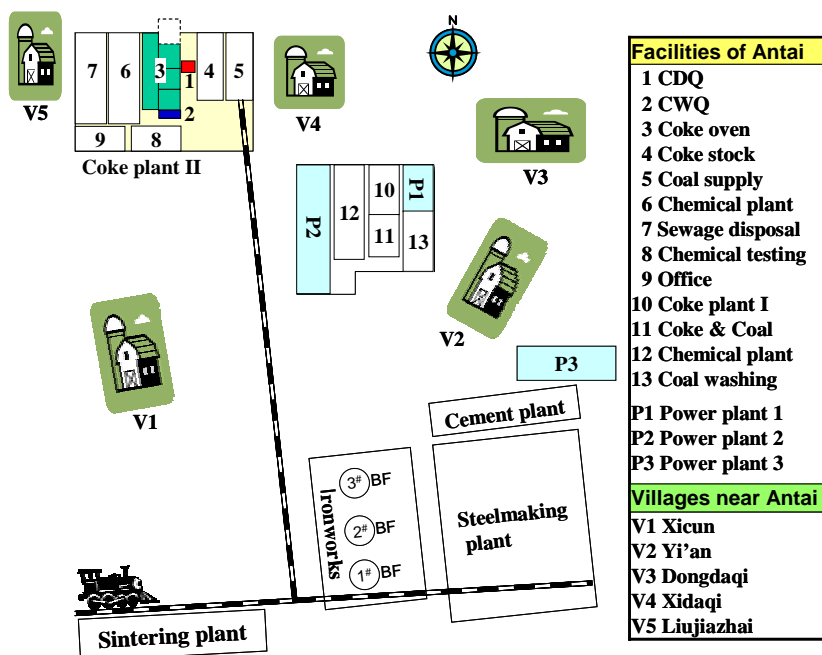 N
V5
V4
V3
7
6
3
1
4
5
2
9
8
Coke plant II
P2
12
10
11
P1
13
V2
V1
P3
Cement plant
Ironworks
3# BF
2# BF
1# BF
Steelmaking
plant
Sintering plant
Facilities of Antai
1 CDQ
2 CWQ
3 Coke oven
4 Coke stock
5 Coal supply
6 Chemical plant
7 Sewage disposal
8 Chemical testing
9 Office
10 Coke plant I
11 Coke & Coal
12 Chemical plant
13 Coal washing
P1 Power plant 1
P2 Power plant 2
P3 Power plant 3
Villages near Antai
V1 Xicun
V2 Yi'an
V3 Dongdaqi
V4 Xidaqi
V5 Liujiazhai